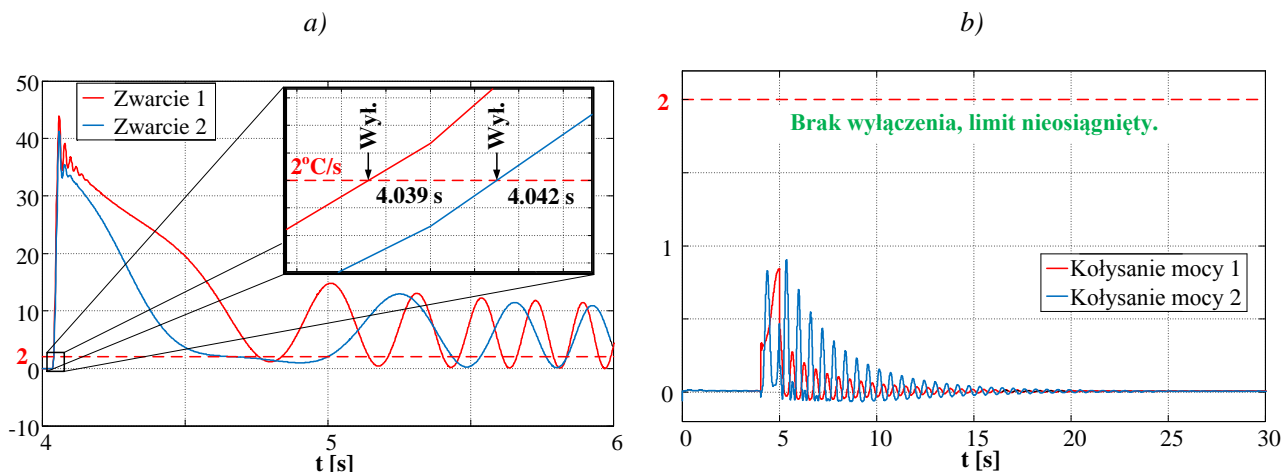 a)
50
40
30
20
10
2
0
-10
4
5
6
t [s]
Zwarcie 1
Zwarcie 2
Wył.
Wył.
2°C/s
4.039 s
4.042 s
b)
2
1
0
0
5
10
15
20
25
30
t [s]
Brak wyłączenia, limit nieosiągnięty.
Kołysanie mocy 1
Kołysanie mocy 2